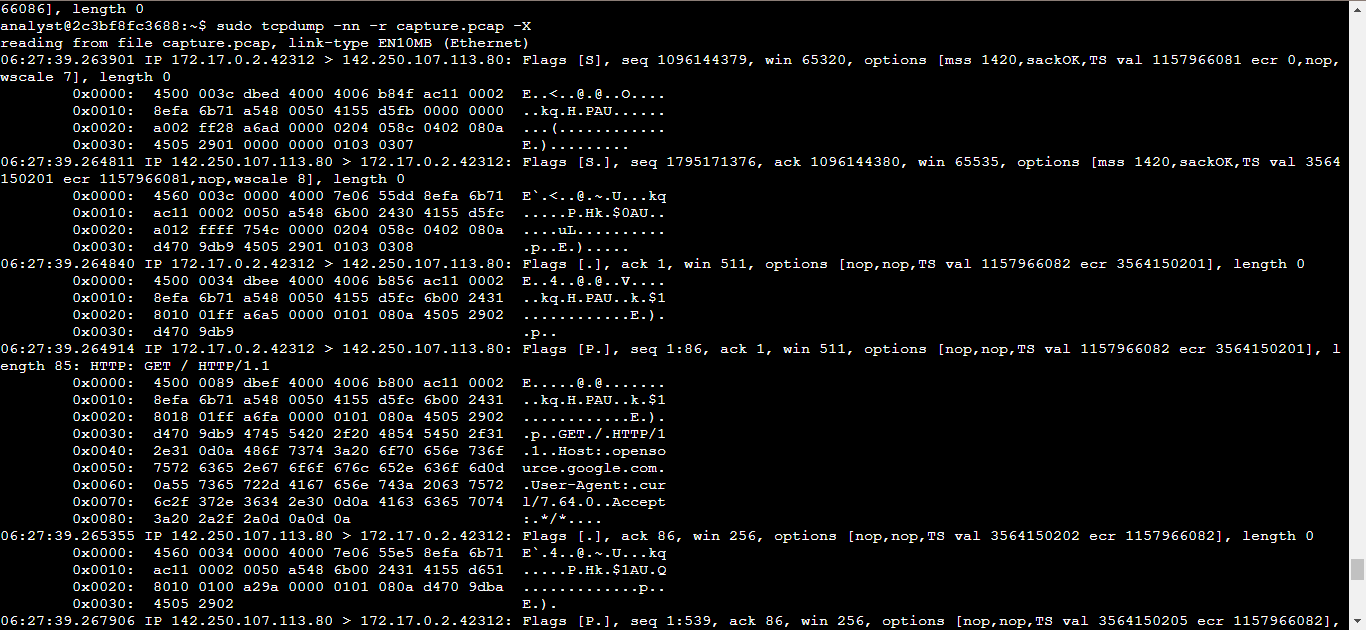 66086], length 0
analyst@2c3bf8fc3688:~$ sudo tcpdump -nn -r capture.pcap -X
reading from file capture.pcap, link-type EN10MB (Ethernet)
06:27:39.263901 IP 172.17.0.2.42312 > 142.250.107.113.80: Flags [S], seq 1096144379, win 65320, options [mss 1420,sackOK,TS val 1157966081 ecr 0,nop,
wscale 7], length 0
        0x0000:  4500 003c dbed 4000 4006 b84f ac11 0002  E..<..@.@..O....
        0x0010:  8efa 6b71 a548 0050 4155 d5fb 0000 0000  ..kq.H.PAU......
        0x0020:  a002 ff28 a6ad 0000 0204 058c 0402 080a  ...(............
        0x0030:  4505 2901 0000 0000 0103 0307            E.).........
06:27:39.264811 IP 142.250.107.113.80 > 172.17.0.2.42312: Flags [S.], seq 1795171376, ack 1096144380, win 65535, options [mss 1420,sackOK,TS val 3564
150201 ecr 1157966081,nop,wscale 8], length 0
        0x0000:  4560 003c 0000 4000 7e06 55dd 8efa 6b71  E`.<..@.~.U...kq
        0x0010:  ac11 0002 0050 a548 6b00 2430 4155 d5fc  .....P.Hk.$0AU..
        0x0020:  a012 ffff 754c 0000 0204 058c 0402 080a  ....uL..........
        0x0030:  d470 9db9 4505 2901 0103 0308            .p..E.).....
06:27:39.264840 IP 172.17.0.2.42312 > 142.250.107.113.80: Flags [.], ack 1, win 511, options [nop,nop,TS val 1157966082 ecr 3564150201], length 0
        0x0000:  4500 0034 dbee 4000 4006 b856 ac11 0002  E..4..@.@..V....
        0x0010:  8efa 6b71 a548 0050 4155 d5fc 6b00 2431  ..kq.H.PAU..k.$1
        0x0020:  8010 01ff a6a5 0000 0101 080a 4505 2902  ............E.).
        0x0030:  d470 9db9                                .p..
06:27:39.264914 IP 172.17.0.2.42312 > 142.250.107.113.80: Flags [P.], seq 1:86, ack 1, win 511, options [nop,nop,TS val 1157966082 ecr 3564150201], l
ength 85: HTTP: GET / HTTP/1.1
        0x0000:  4500 0089 dbef 4000 4006 b800 ac11 0002  E.....@.@.......
        0x0010:  8efa 6b71 a548 0050 4155 d5fc 6b00 2431  ..kq.H.PAU..k.$1
        0x0020:  8018 01ff a6fa 0000 0101 080a 4505 2902  ............E.).
        0x0030:  d470 9db9 4745 5420 2f20 4854 5450 2f31  .p..GET./.HTTP/1
        0x0040:  2e31 0d0a 486f 7374 3a20 6f70 656e 736f  .1..Host:.openso
        0x0050:  7572 6365 2e67 6f6f 676c 652e 636f 6d0d  urce.google.com.
        0x0060:  0a55 7365 722d 4167 656e 743a 2063 7572  .User-Agent:.cur
        0x0070:  6c2f 372e 3634 2e30 0d0a 4163 6365 7074  l/7.64.0..Accept
        0x0080:  3a20 2a2f 2a0d 0a0d 0a                   :.*/*....
06:27:39.265355 IP 142.250.107.113.80 > 172.17.0.2.42312: Flags [.], ack 86, win 256, options [nop,nop,TS val 3564150202 ecr 1157966082], length 0
        0x0000:  4560 0034 0000 4000 7e06 55e5 8efa 6b71  E`.4..@.~.U...kq
        0x0010:  ac11 0002 0050 a548 6b00 2431 4155 d651  .....P.Hk.$1AU.Q
        0x0020:  8010 0100 a29a 0000 0101 080a d470 9dba  .............p..
        0x0030:  4505 2902                                E.).
06:27:39.267906 IP 142.250.107.113.80 > 172.17.0.2.42312: Flags [P.], seq 1:539, ack 86, win 256, options [nop,nop,TS val 3564150205 ecr 1157966082],